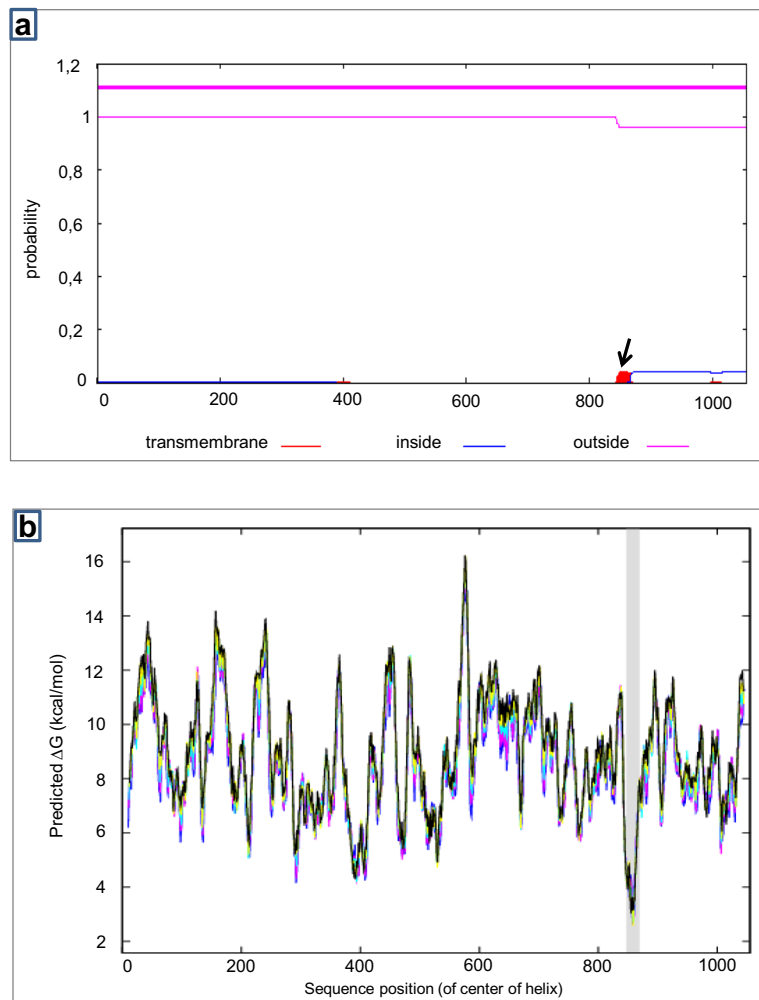 a
1,2
1
0,8
0,6
0,4
0,2
0
probability
0 200 400 600 800 1000
transmembrane inside outside
b
16
14
12
10
8
6
4
2
Predicted ΔG (kcal/mol)
0 200 400 600 800 1000
Sequence position (of center of helix)